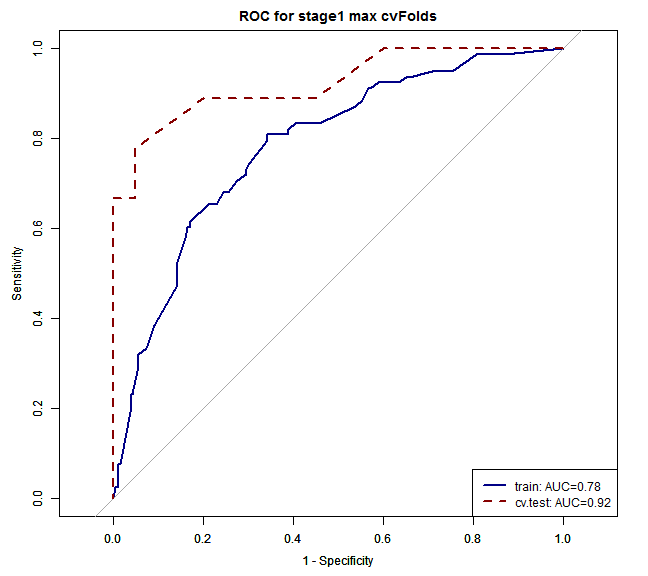 ROC for stage1 max cvFolds
Sensitivity
1.0
0.8
0.6
0.4
0.2
0.0
train: AUC=0.78
cv.test: AUC=0.92
0.0 0.2 0.4 0.6 0.8 1.0
1 - Specificity